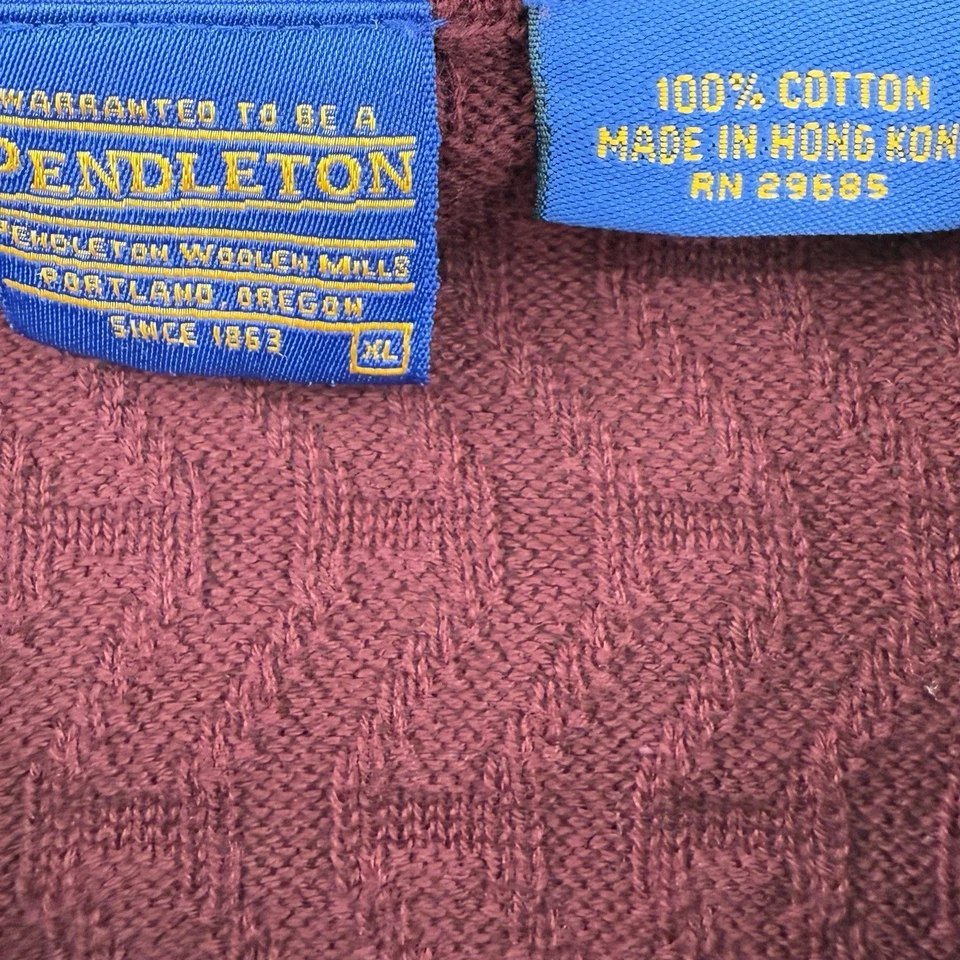 WARRANTED TO BE A
PENDLETON
PENDLETON WOOLEN MILLS
PORTLAND, OREGON
SINCE 1863
XL
100% COTTON
MADE IN HONG KON
RN 29685